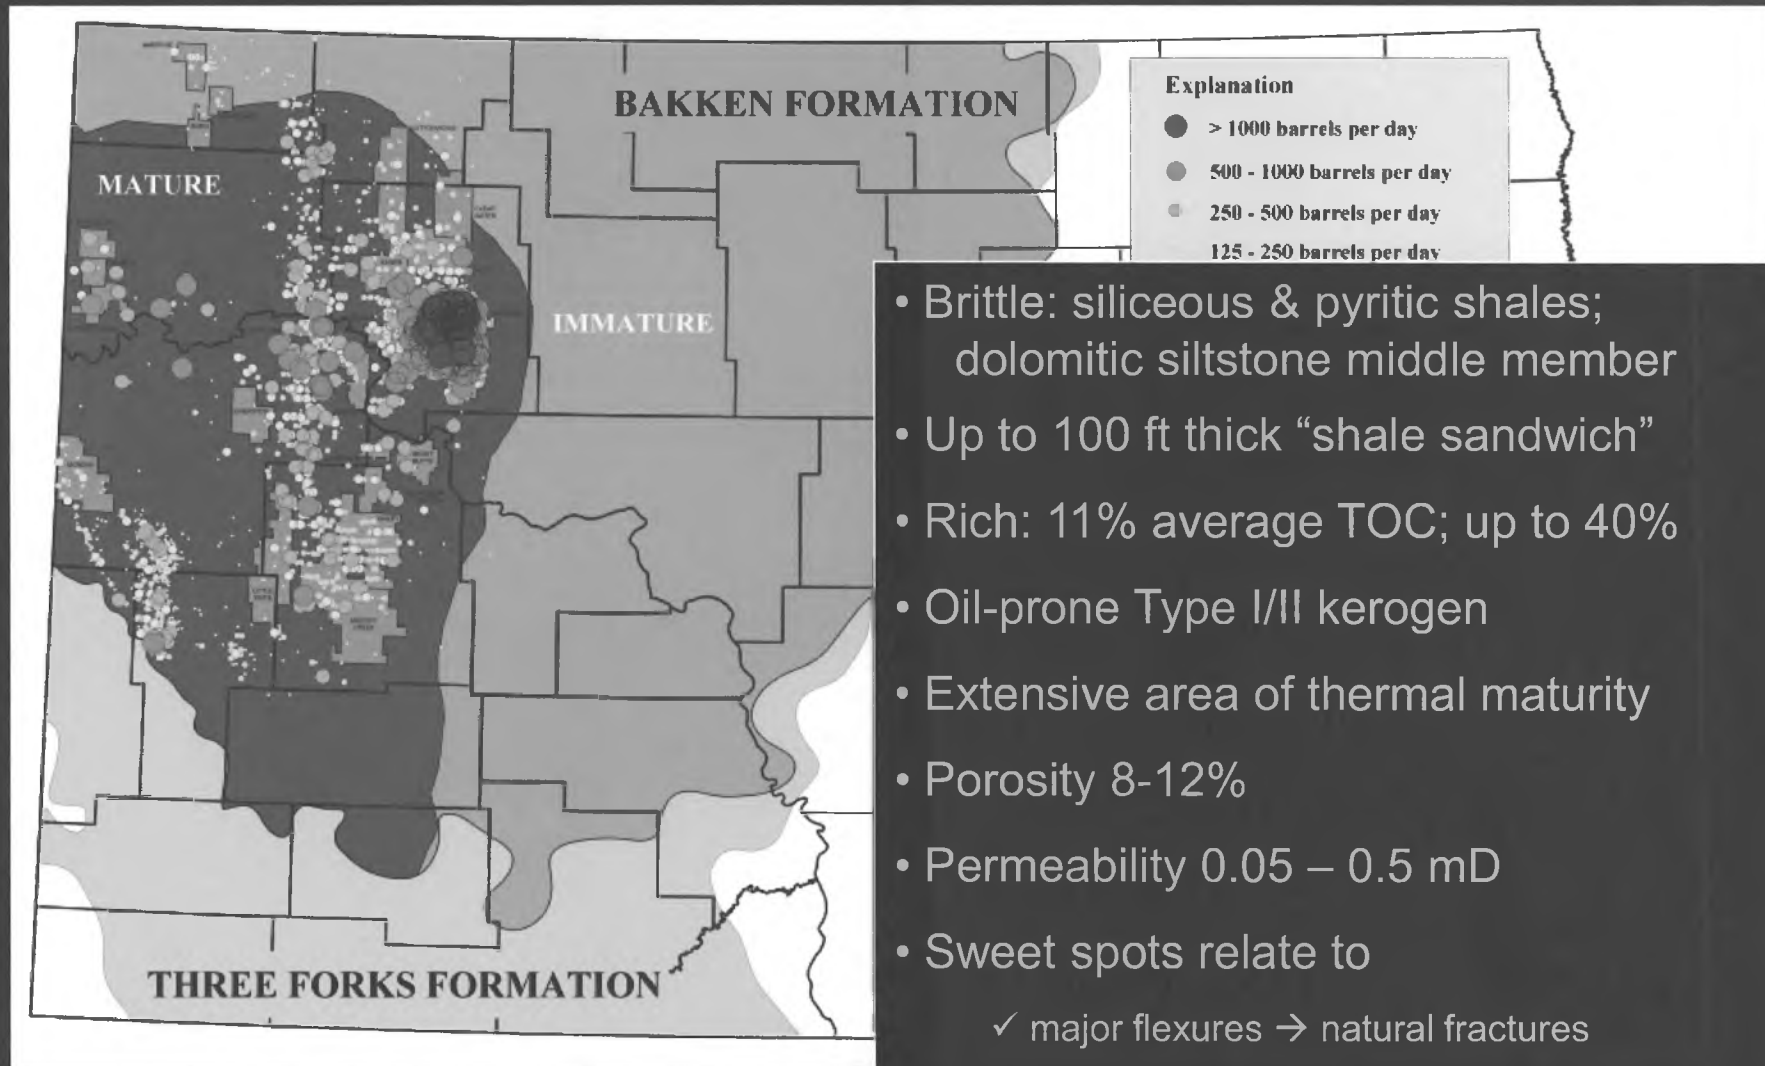 BAKKEN FORMATION
MATURE
IMMATURE
THREE FORKS FORMATION
Explanation
> 1000 barrels per day
500 - 1000 barrels per day
250 - 500 barrels per day
125 - 250 barrels per day
• Brittle: siliceous & pyritic shales;
dolomitic siltstone middle member
• Up to 100 ft thick “shale sandwich”
• Rich: 11% average TOC; up to 40%
• Oil-prone Type I/II kerogen
• Extensive area of thermal maturity
• Porosity 8-12%
• Permeability 0.05 – 0.5 mD
• Sweet spots relate to
✓ major flexures → natural fractures